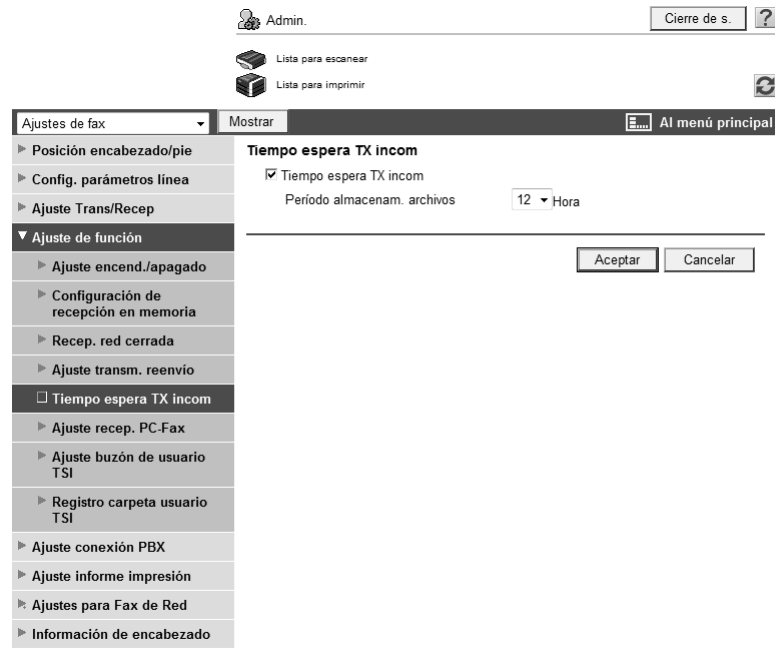 Admin.
Cierre de s.
?
Lista para escanear
Lista para imprimir
Ajustes de fax
Mostrar
Al menú principal
Posición encabezado/pie
Config. parámetros línea
Ajuste Trans/Recep
Ajuste de función
Ajuste encend./apagado
Configuración de
recepción en memoria
Recep. red cerrada
Ajuste transm. reenvío
Tiempo espera TX incom
Ajuste recep. PC-Fax
Ajuste buzón de usuario
TSI
Registro carpeta usuario
TSI
Ajuste conexión PBX
Ajuste informe impresión
Ajustes para Fax de Red
Información de encabezado
Tiempo espera TX incom
Tiempo espera TX incom
Período almacenam. archivos 12 Hora
Aceptar Cancelar